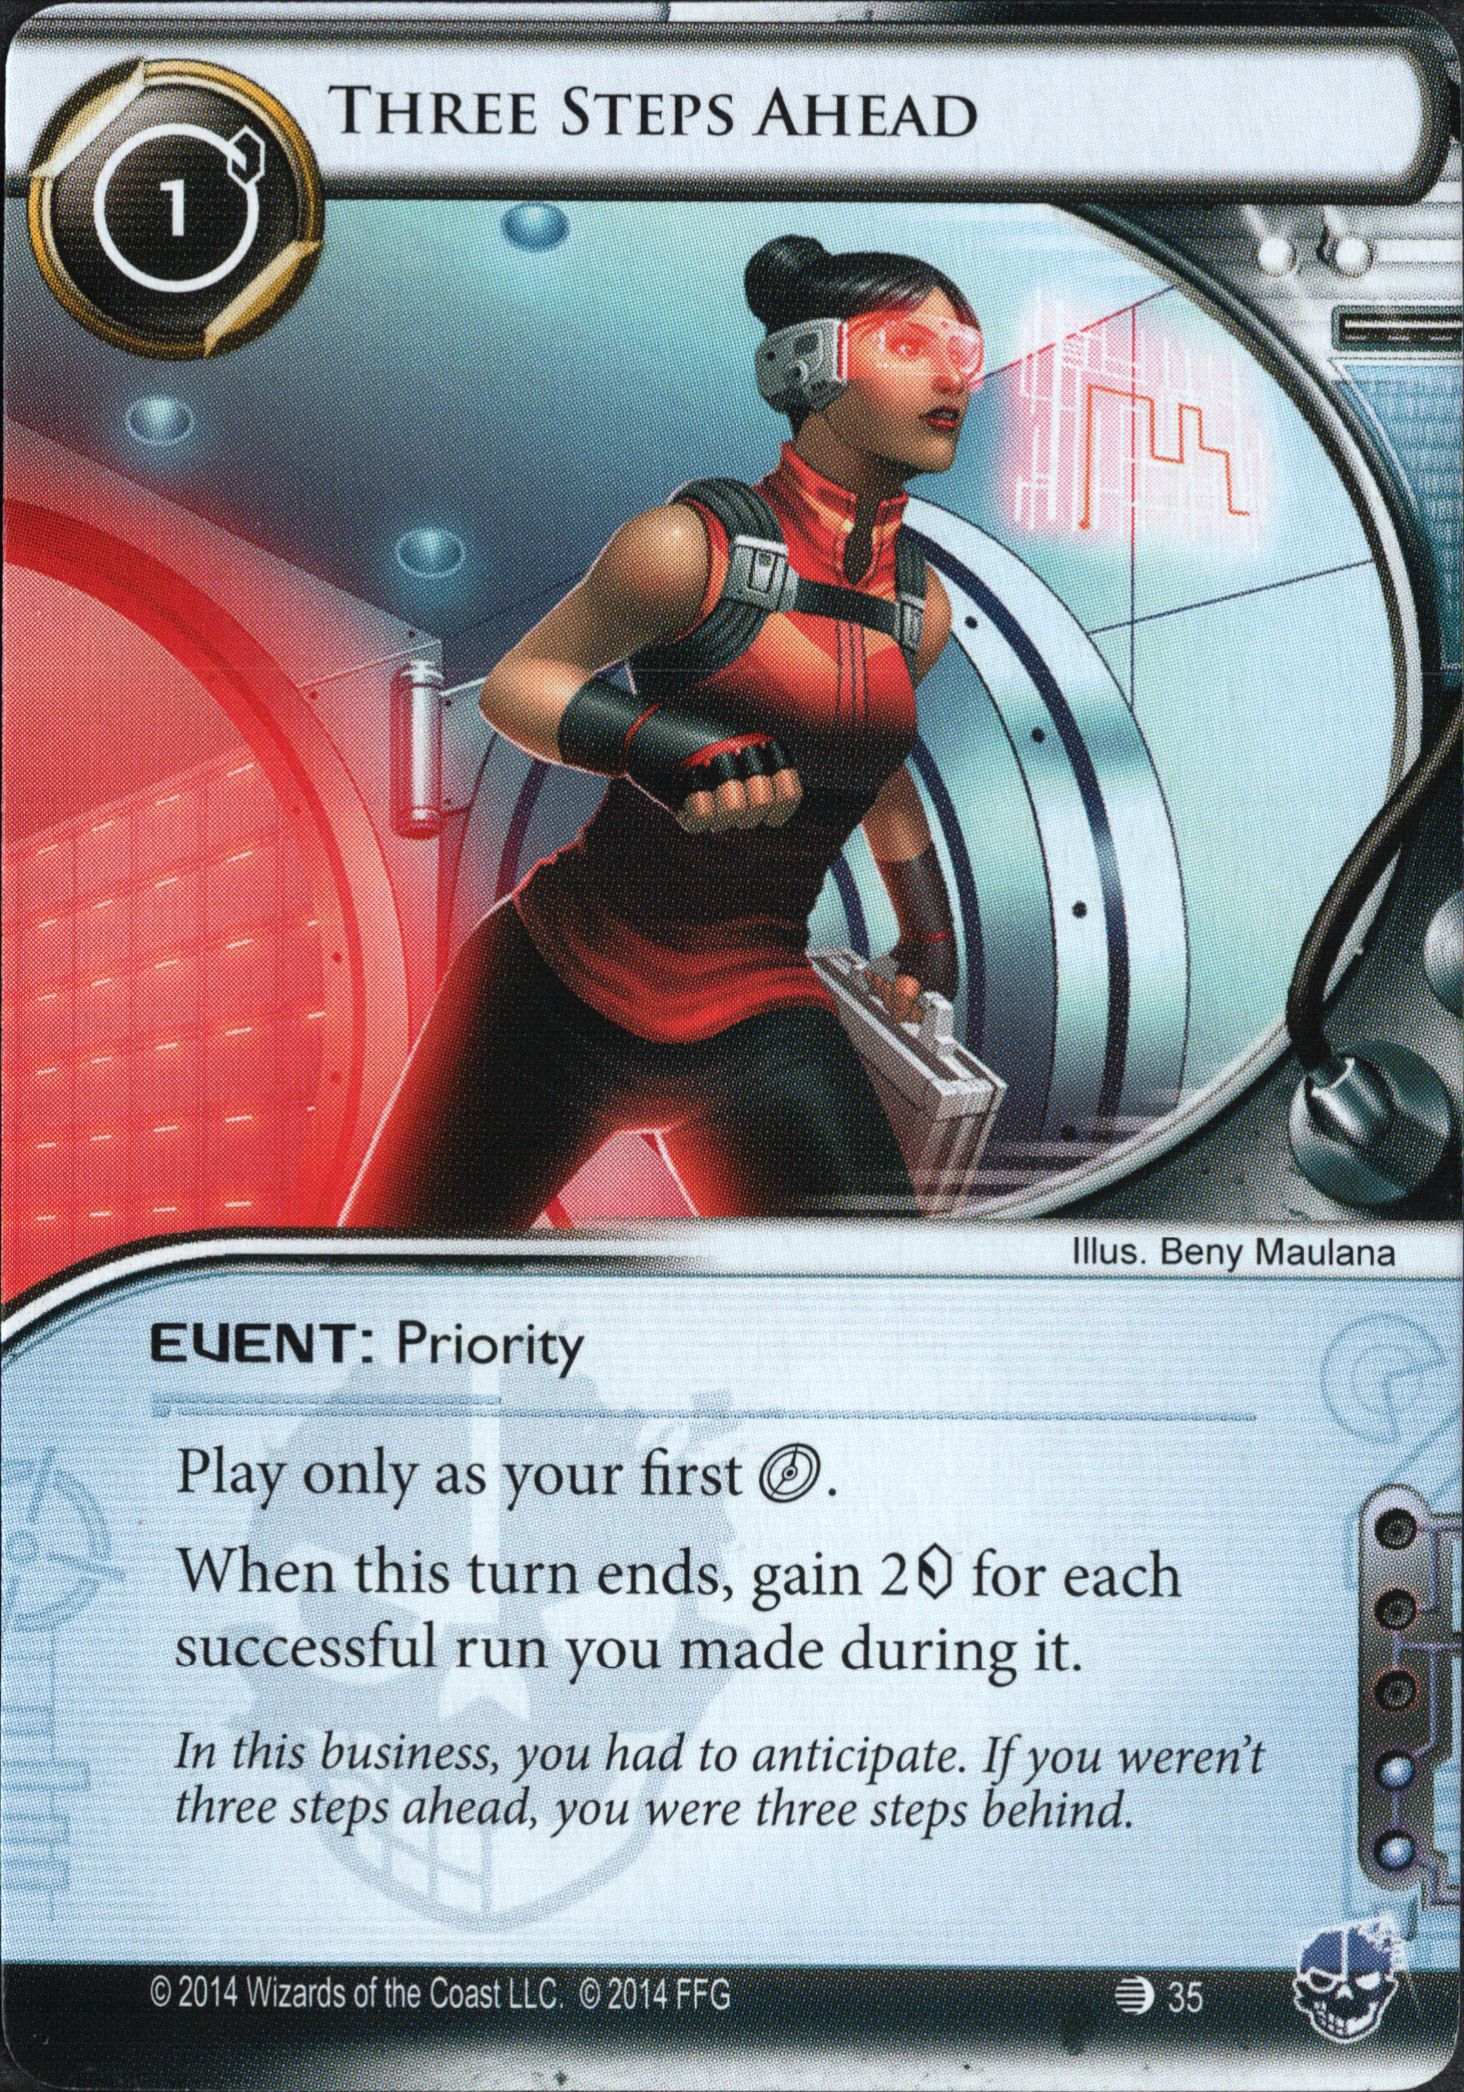 Three Steps Ahead
1
Illus. Beny Maulana
EVENT: Priority
Play only as your first .
When this turn ends, gain 2 for each
successful run you made during it.
In this business, you had to anticipate. If you weren't
three steps ahead, you were three steps behind.
© 2014 Wizards of the Coast LLC. © 2014 FFG
35